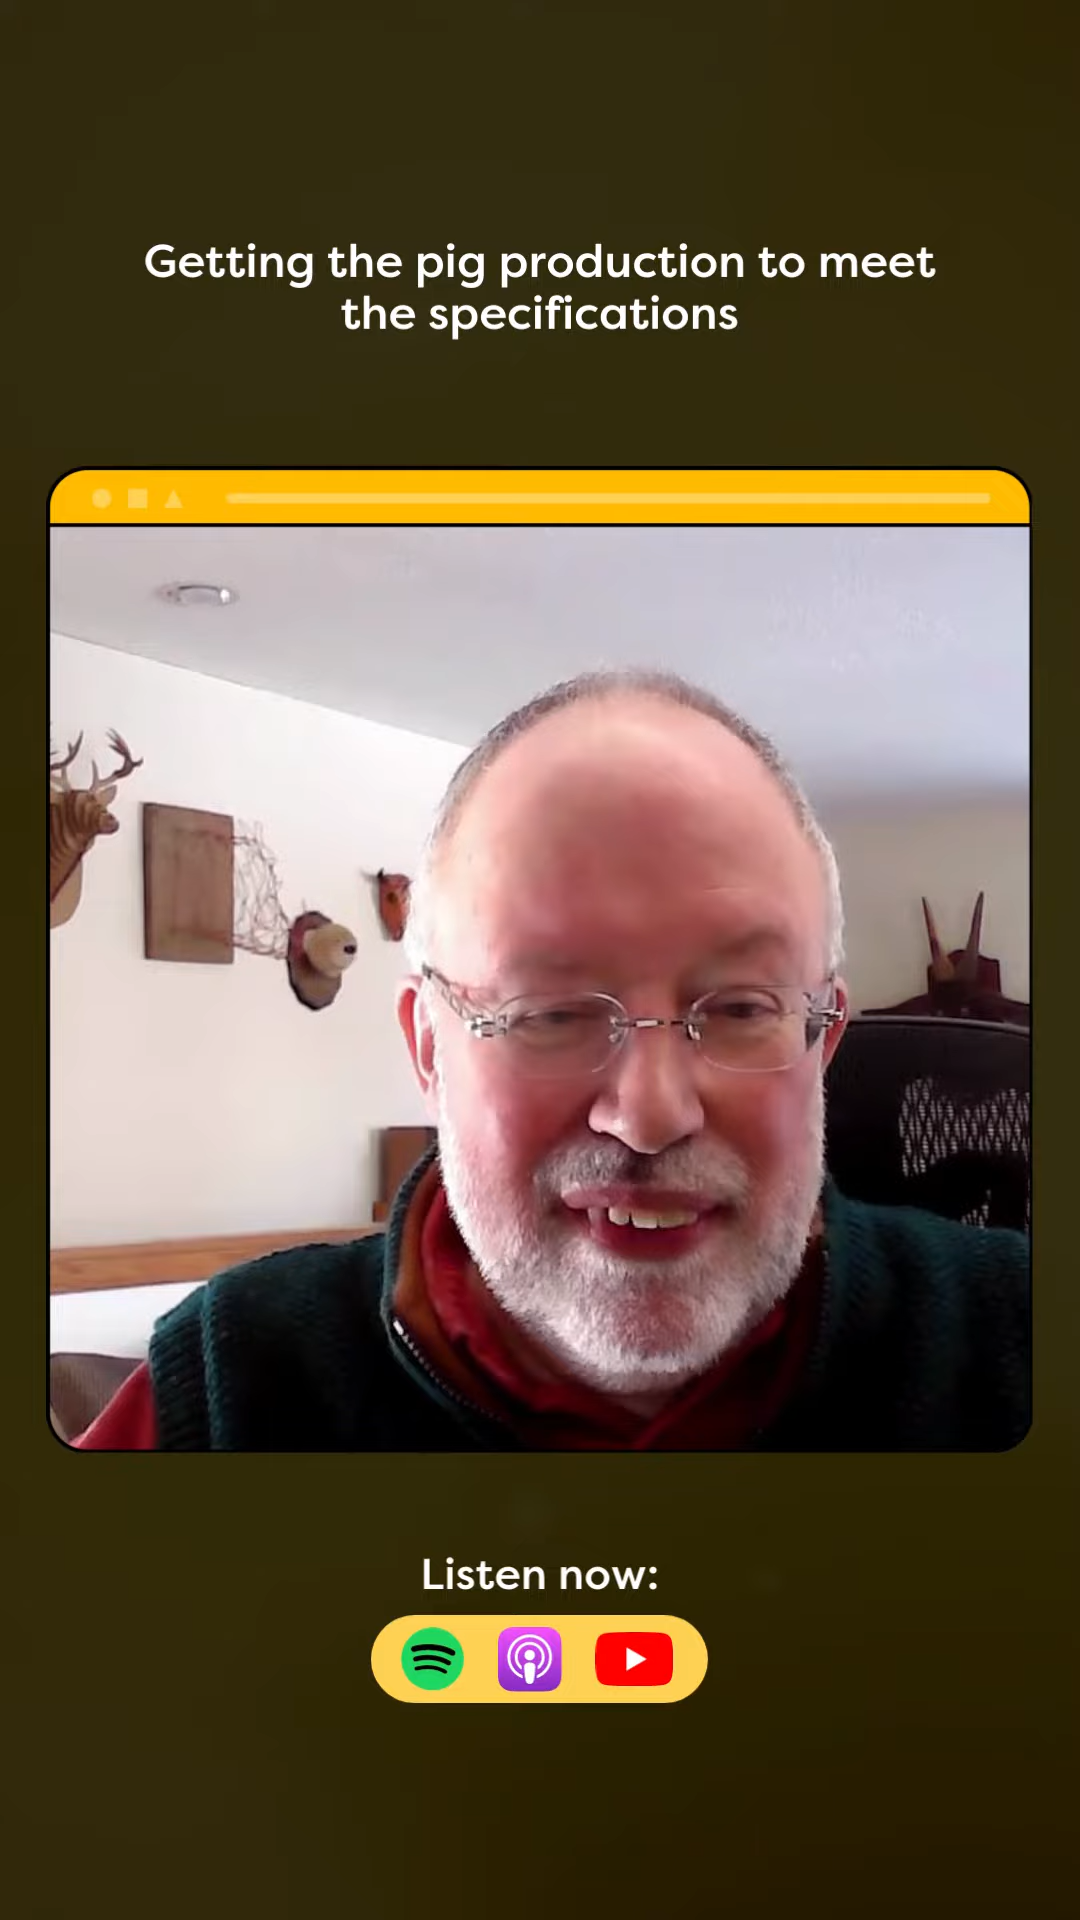 Getting the pig production to meet
the specifications
Listen now: